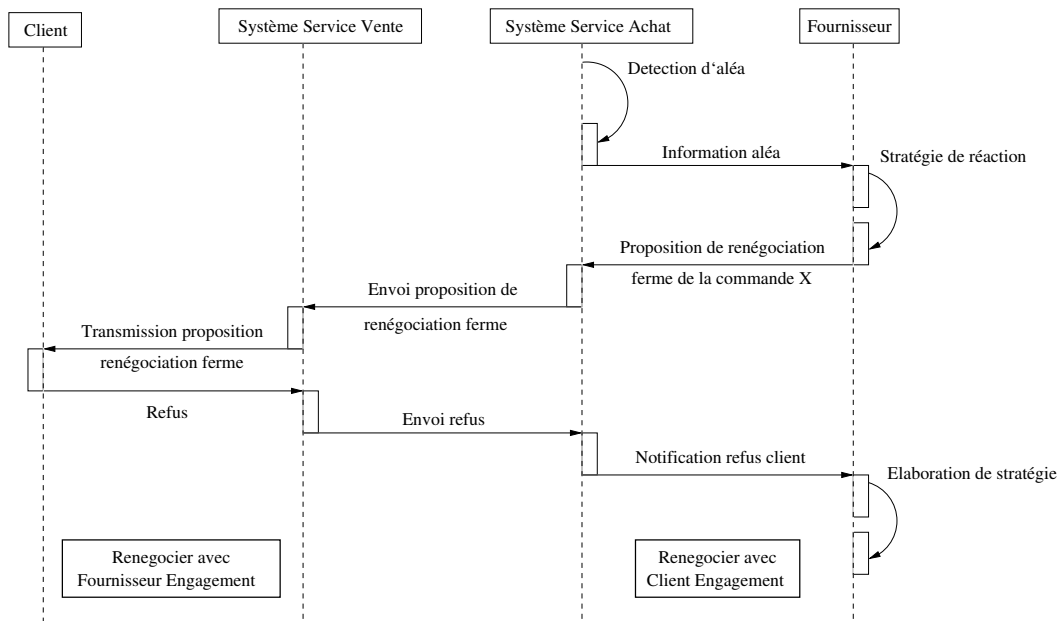 Client
Système Service Vente
Système Service Achat
Fournisseur
Detection d‘aléa
Information aléa
Stratégie de réaction
Proposition de renégociation
ferme de la commande X
Envoi proposition de
renégociation ferme
Transmission proposition
renégociation ferme
Refus
Envoi refus
Notification refus client
Elaboration de stratégie
Renegocier avec
Fournisseur Engagement
Renegocier avec
Client Engagement